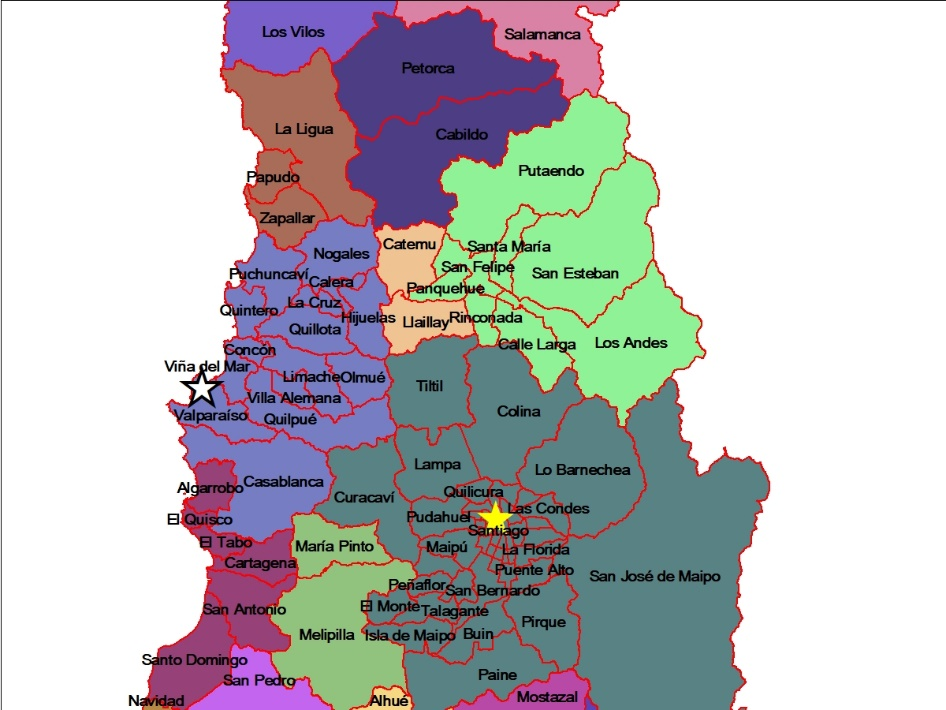 Los Vilos
Salamanca
Petorca
La Ligua
Cabildo
Putaendo
Papudo
Zapallar
Catemu
Santa María
Nogales
San Felipe
San Esteban
Puchuncaví
Calera
Panquehue
La Cruz
Quintero
Hijuelas
Llaillay
Rinconada
Quillota
Calle Larga
Los Andes
Concón
Viña del Mar
Limache
Olmué
Tiltil
Villa Alemana
Valparaíso
Quilpué
Colina
Lampa
Lo Barnechea
Casablanca
Algarrobo
Curacaví
Quilicura
Las Condes
El Quisco
Pudahuel
Santiago
El Tabo
María Pinto
Maipú
La Florida
Cartagena
Puente Alto
San José de Maipo
Peñaflor
San Bernardo
San Antonio
El Monte
Talagante
Pirque
Melipilla
Isla de Maipo
Buin
Santo Domingo
San Pedro
Paine
Navidad
Alhué
Mostazal